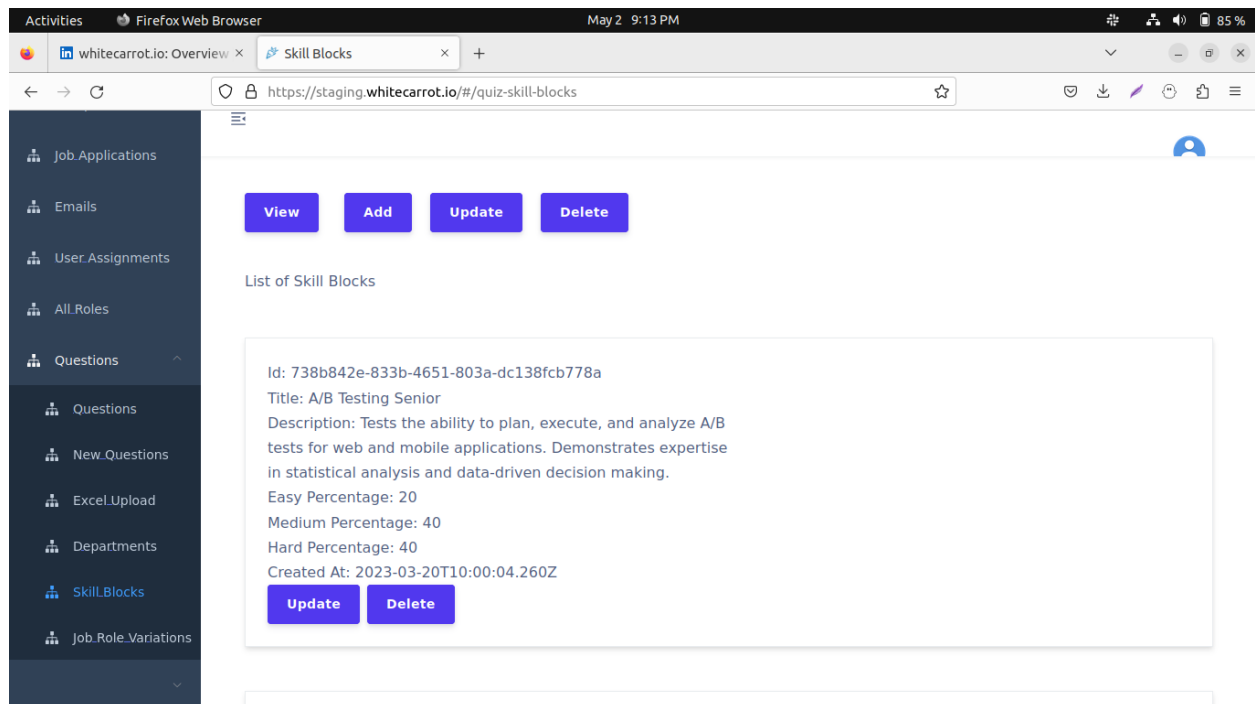 Activities Firefox Web Browser May 2 9:13 PM 85 %
whitecarrot.io: Overview Skill Blocks
https://staging.whitecarrot.io/#/quiz-skill-blocks
Job Applications
Emails
User Assignments
All Roles
Questions
Questions
New Questions
Excel Upload
Departments
Skill Blocks
Job Role Variations
View Add Update Delete
List of Skill Blocks
Id: 738b842e-833b-4651-803a-dc138fcb778a
Title: A/B Testing Senior
Description: Tests the ability to plan, execute, and analyze A/B
tests for web and mobile applications. Demonstrates expertise
in statistical analysis and data-driven decision making.
Easy Percentage: 20
Medium Percentage: 40
Hard Percentage: 40
Created At: 2023-03-20T10:00:04.260Z
Update Delete